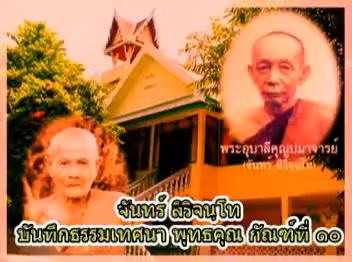 พระอุบาลีคุณูปมาจารย์
(จันทร์ สิริจนฺโท)
จันทร์ สิริจนฺโท
บันทึกธรรมเทศนา พุทธคุณ กัณฑ์ที่ ๑๐